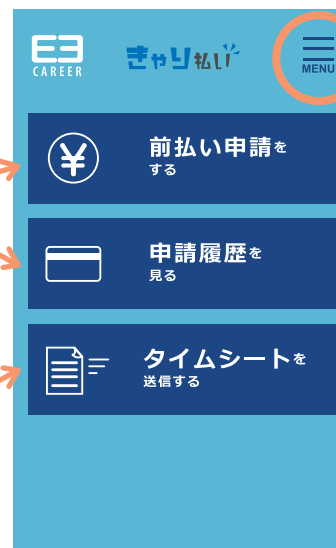 E3
CAREER
きゃり払い
MENU
前払い申請を
する
申請履歴を
見る
タイムシートを
送信する